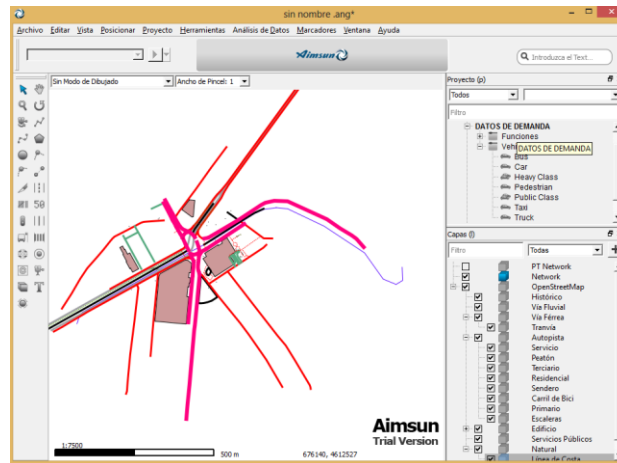 sin nombre .ang*
Archivo Editar Vista Posicionar Proyecto Herramientas Análisis de Datos Marcadores Ventana Ayuda
Aimsun
Introduzca el Text...
Sin Modo de Dibujado
Ancho de Pincel: 1
Proyecto (p)
Todos
Filtro
DATOS DE DEMANDA
Funciones
DATOS DE DEMANDA
Bus
Car
Heavy Class
Pedestrian
Public Class
Taxi
Truck
Capas (l)
Filtro
Todas
PT Network
Network
OpenStreetMap
Histórico
Vía Fluvial
Vía Férrea
Tranvía
Autopista
Servicio
Peatón
Terciario
Residencial
Sendero
Carril de Bici
Primario
Escaleras
Edificio
Servicios Públicos
Natural
Línea de Costa
Aimsun
Trial Version
1:7500
500 m
676140, 4612527